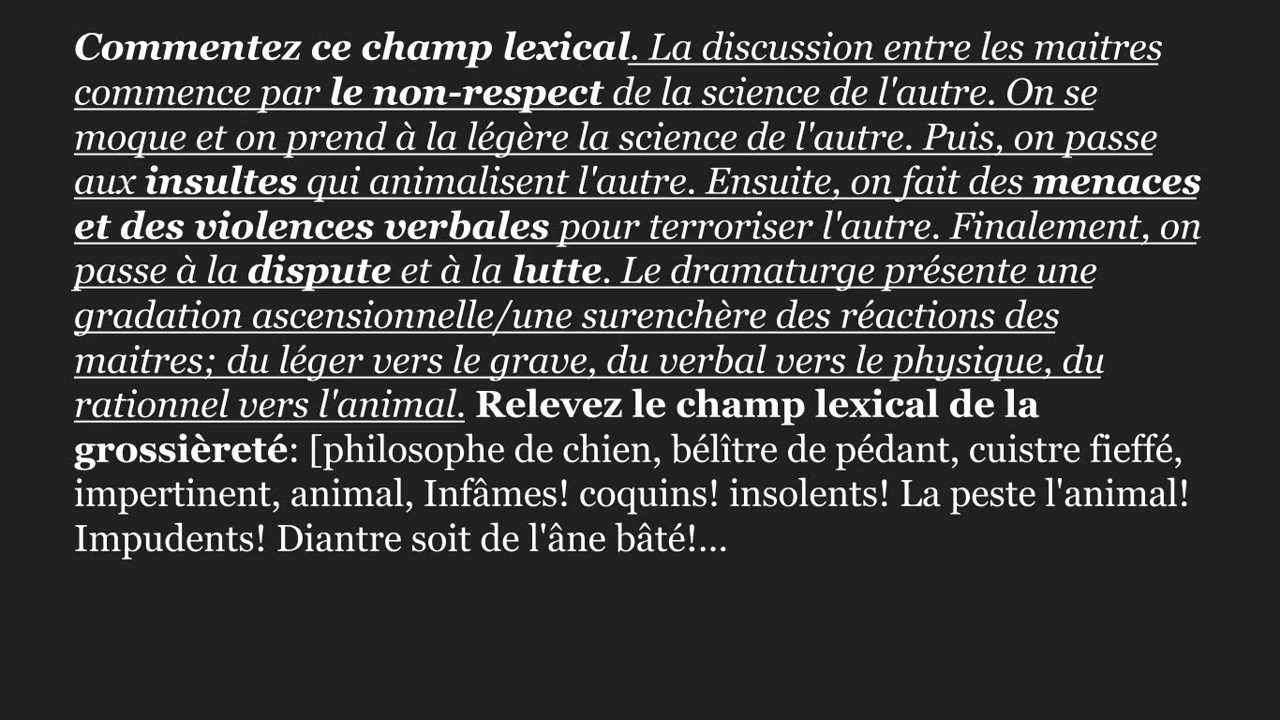 Commentez ce champ lexical. La discussion entre les maitres
commence par le non-respect de la science de l'autre. On se
moque et on prend à la légère la science de l'autre. Puis, on passe
aux insultes qui animalisent l'autre. Ensuite, on fait des menaces
et des violences verbales pour terroriser l'autre. Finalement, on
passe à la dispute et à la lutte. Le dramaturge présente une
gradation ascensionnelle/une surenchère des réactions des
maitres; du léger vers le grave, du verbal vers le physique, du
rationnel vers l'animal. Relevez le champ lexical de la
grossièreté: [philosophe de chien, bélître de pédant, cuistre fieffé,
impertinent, animal, Infâmes! coquins! insolents! La peste l'animal!
Impudents! Diantre soit de l'âne bâté!...